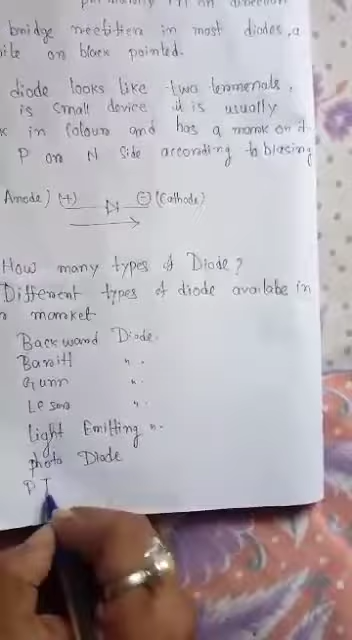 bridge rectifier in most diodes, a
on black pointed.
diode looks like two terminals,
is small device it is usually
in Colour and has a mark on it
P or N Side according to biasing
Anode) (+) (-) (Cathode)
How many types of Diode?
Different types of diode availabe in
market
Backward Diode.
Baritt " .
Gunn " .
Laser " .
Light Emitting " .
photo Diode
P I